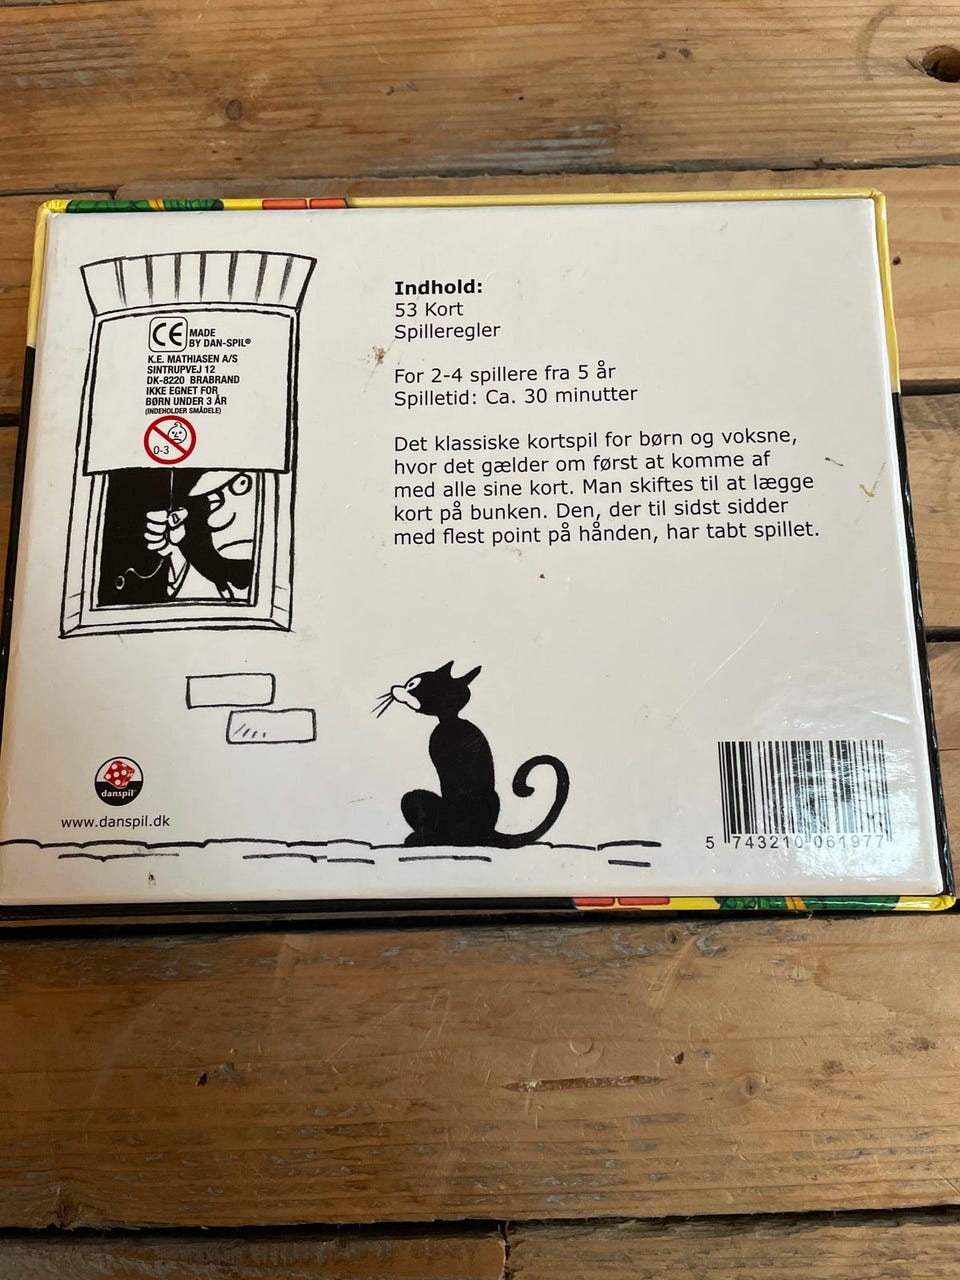 CE MADE
BY DAN-SPIL®
K.E. MATHIASEN A/S
SINTRUPVEJ 12
DK-8220 BRABRAND
IKKE EGNET FOR
BØRN UNDER 3 ÅR
(INDEHOLDER SMÅDELE)
0-3
Indhold:
53 Kort
Spilleregler
For 2-4 spillere fra 5 år
Spilletid: Ca. 30 minutter
Det klassiske kortspil for børn og voksne,
hvor det gælder om først at komme af
med alle sine kort. Man skiftes til at lægge
kort på bunken. Den, der til sidst sidder
med flest point på hånden, har tabt spillet.
danspil
www.danspil.dk
5 743210 061977